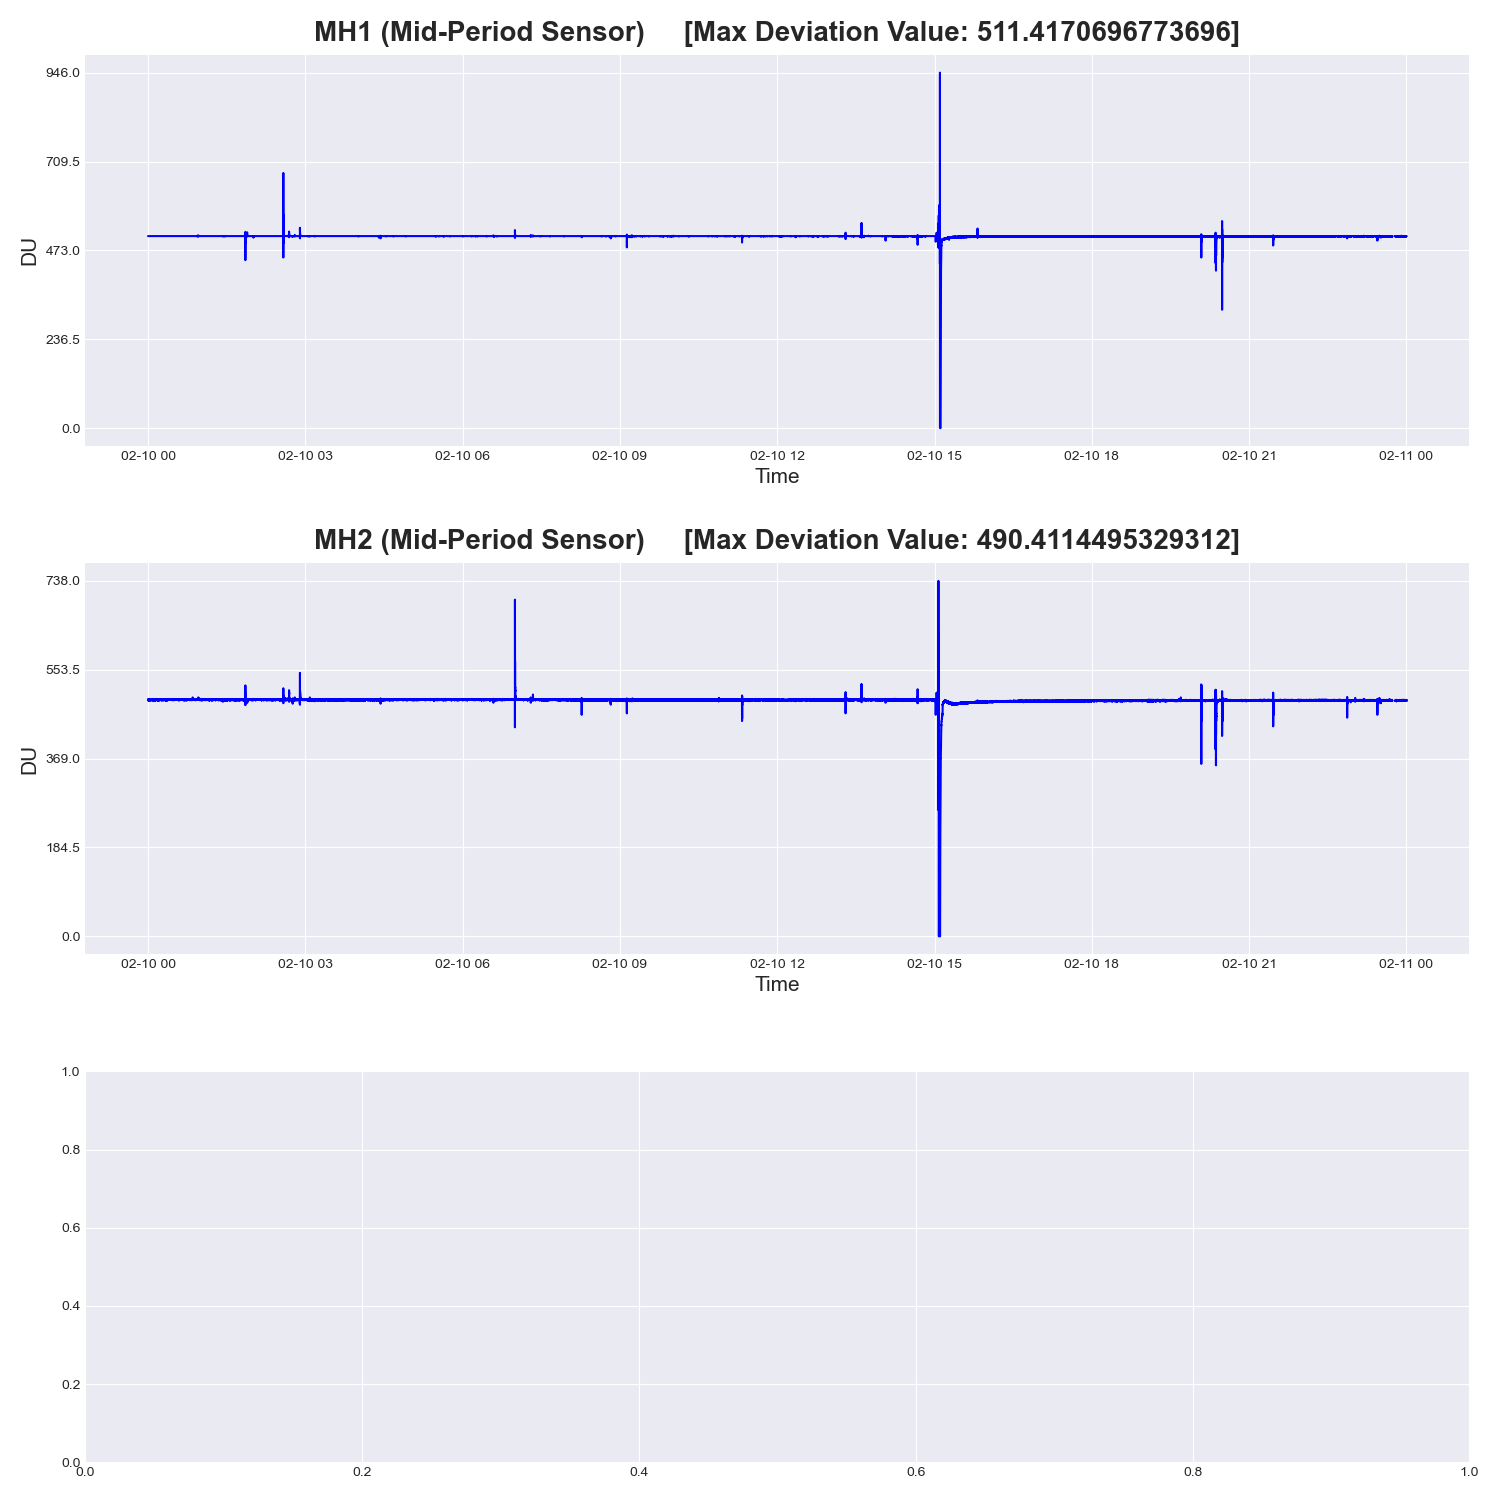 MH1 (Mid-Period Sensor) [Max Deviation Value: 511.4170696773696]
946.0
709.5
473.0
236.5
0.0
DU
02-10 00 02-10 03 02-10 06 02-10 09 02-10 12 02-10 15 02-10 18 02-10 21 02-11 00
Time
MH2 (Mid-Period Sensor) [Max Deviation Value: 490.4114495329312]
738.0
553.5
369.0
184.5
0.0
DU
02-10 00 02-10 03 02-10 06 02-10 09 02-10 12 02-10 15 02-10 18 02-10 21 02-11 00
Time
1.0
0.8
0.6
0.4
0.2
0.0
0.0 0.2 0.4 0.6 0.8 1.0